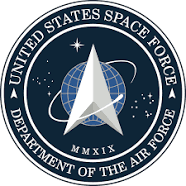 UNITED STATES SPACE FORCE
MMXIX
DEPARTMENT OF THE AIR FORCE